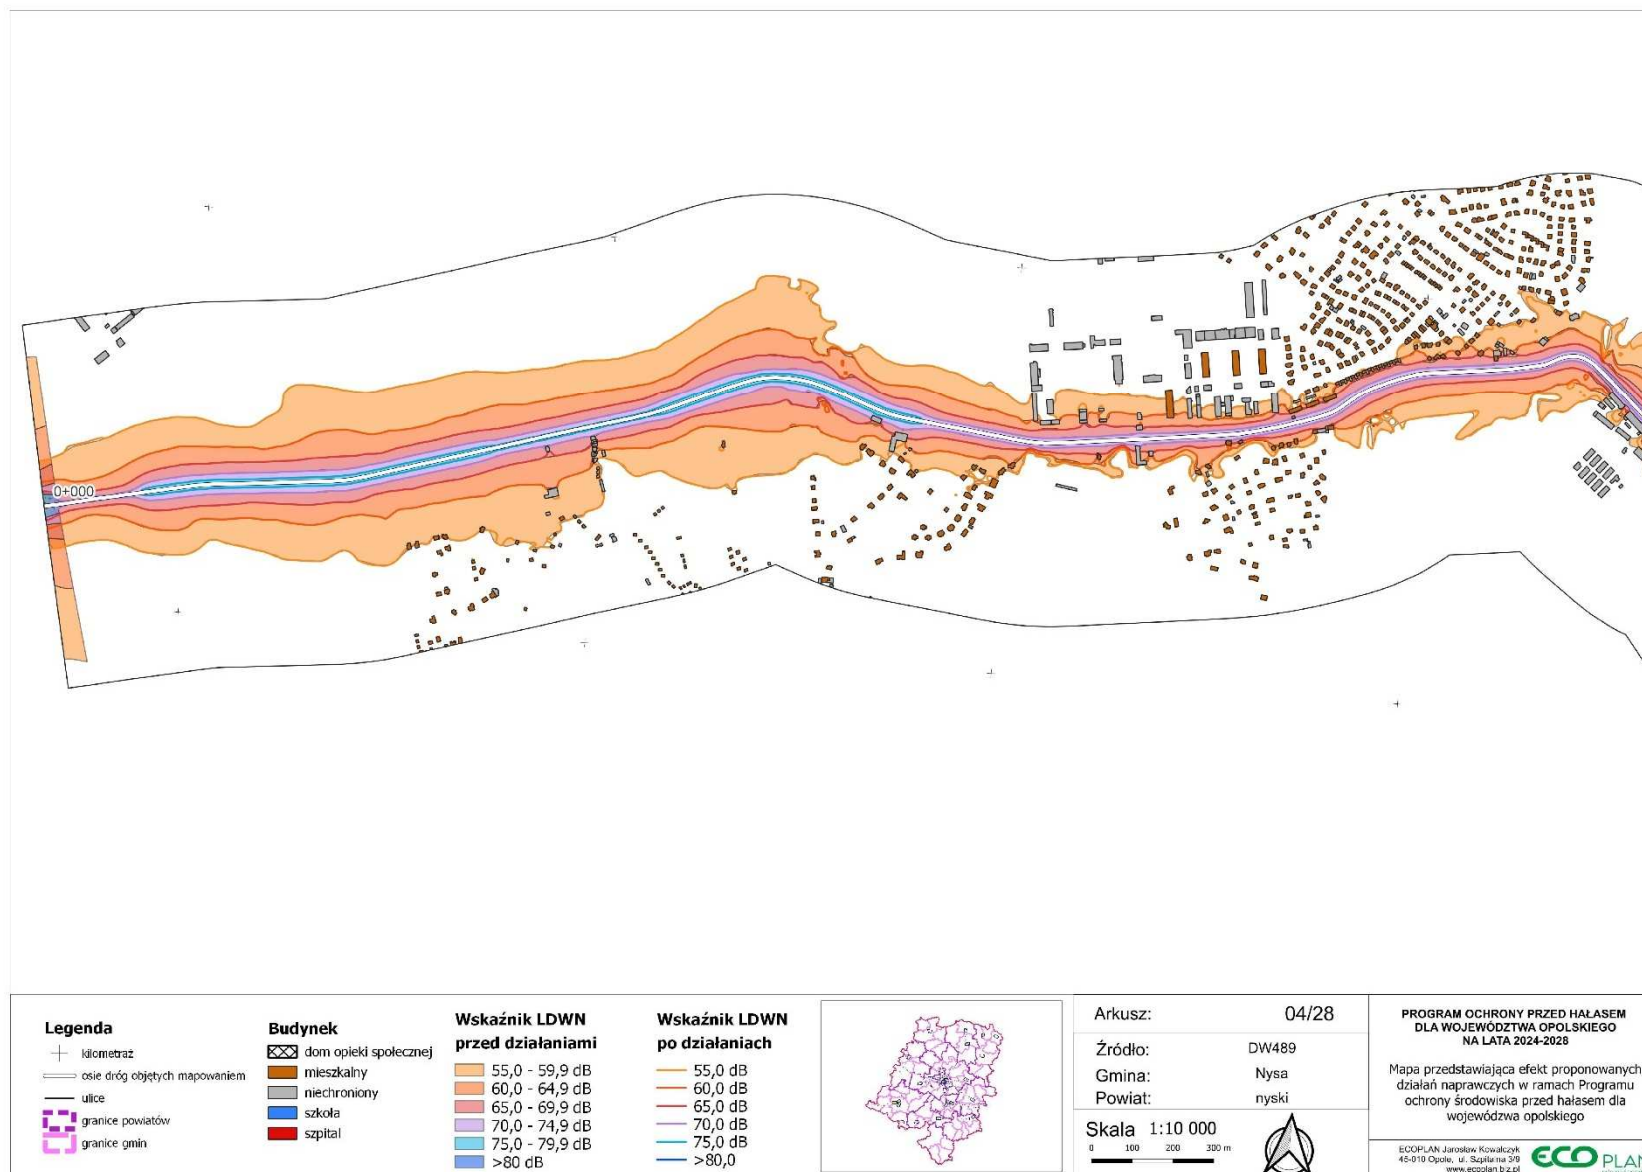 0+000
Legenda
kilometraż
osie dróg objętych mapowaniem
ulice
granice powiatów
granice gmin
Budynek
dom opieki społecznej
mieszkalny
niechroniony
szkoła
szpital
Wskaźnik LDWN
przed działaniami
55,0 - 59,9 dB
60,0 - 64,9 dB
65,0 - 69,9 dB
70,0 - 74,9 dB
75,0 - 79,9 dB
>80 dB
Wskaźnik LDWN
po działaniach
55,0 dB
60,0 dB
65,0 dB
70,0 dB
75,0 dB
>80,0
Arkusz: 04/28
Źródło: DW489
Gmina: Nysa
Powiat: nyski
Skala 1:10 000
0 100 200 300 m
PROGRAM OCHRONY PRZED HAŁASEM
DLA WOJEWÓDZTWA OPOLSKIEGO
NA LATA 2024-2028
Mapa przedstawiająca efekt proponowanych
działań naprawczych w ramach Programu
ochrony środowiska przed hałasem dla
wojewódzwa opolskiego
ECOPLAN Jarosław Kowalczyk
45-010 Opole, ul. Szpitalna 3/9
www.ecoplan.biz.pl
ECO PLAN